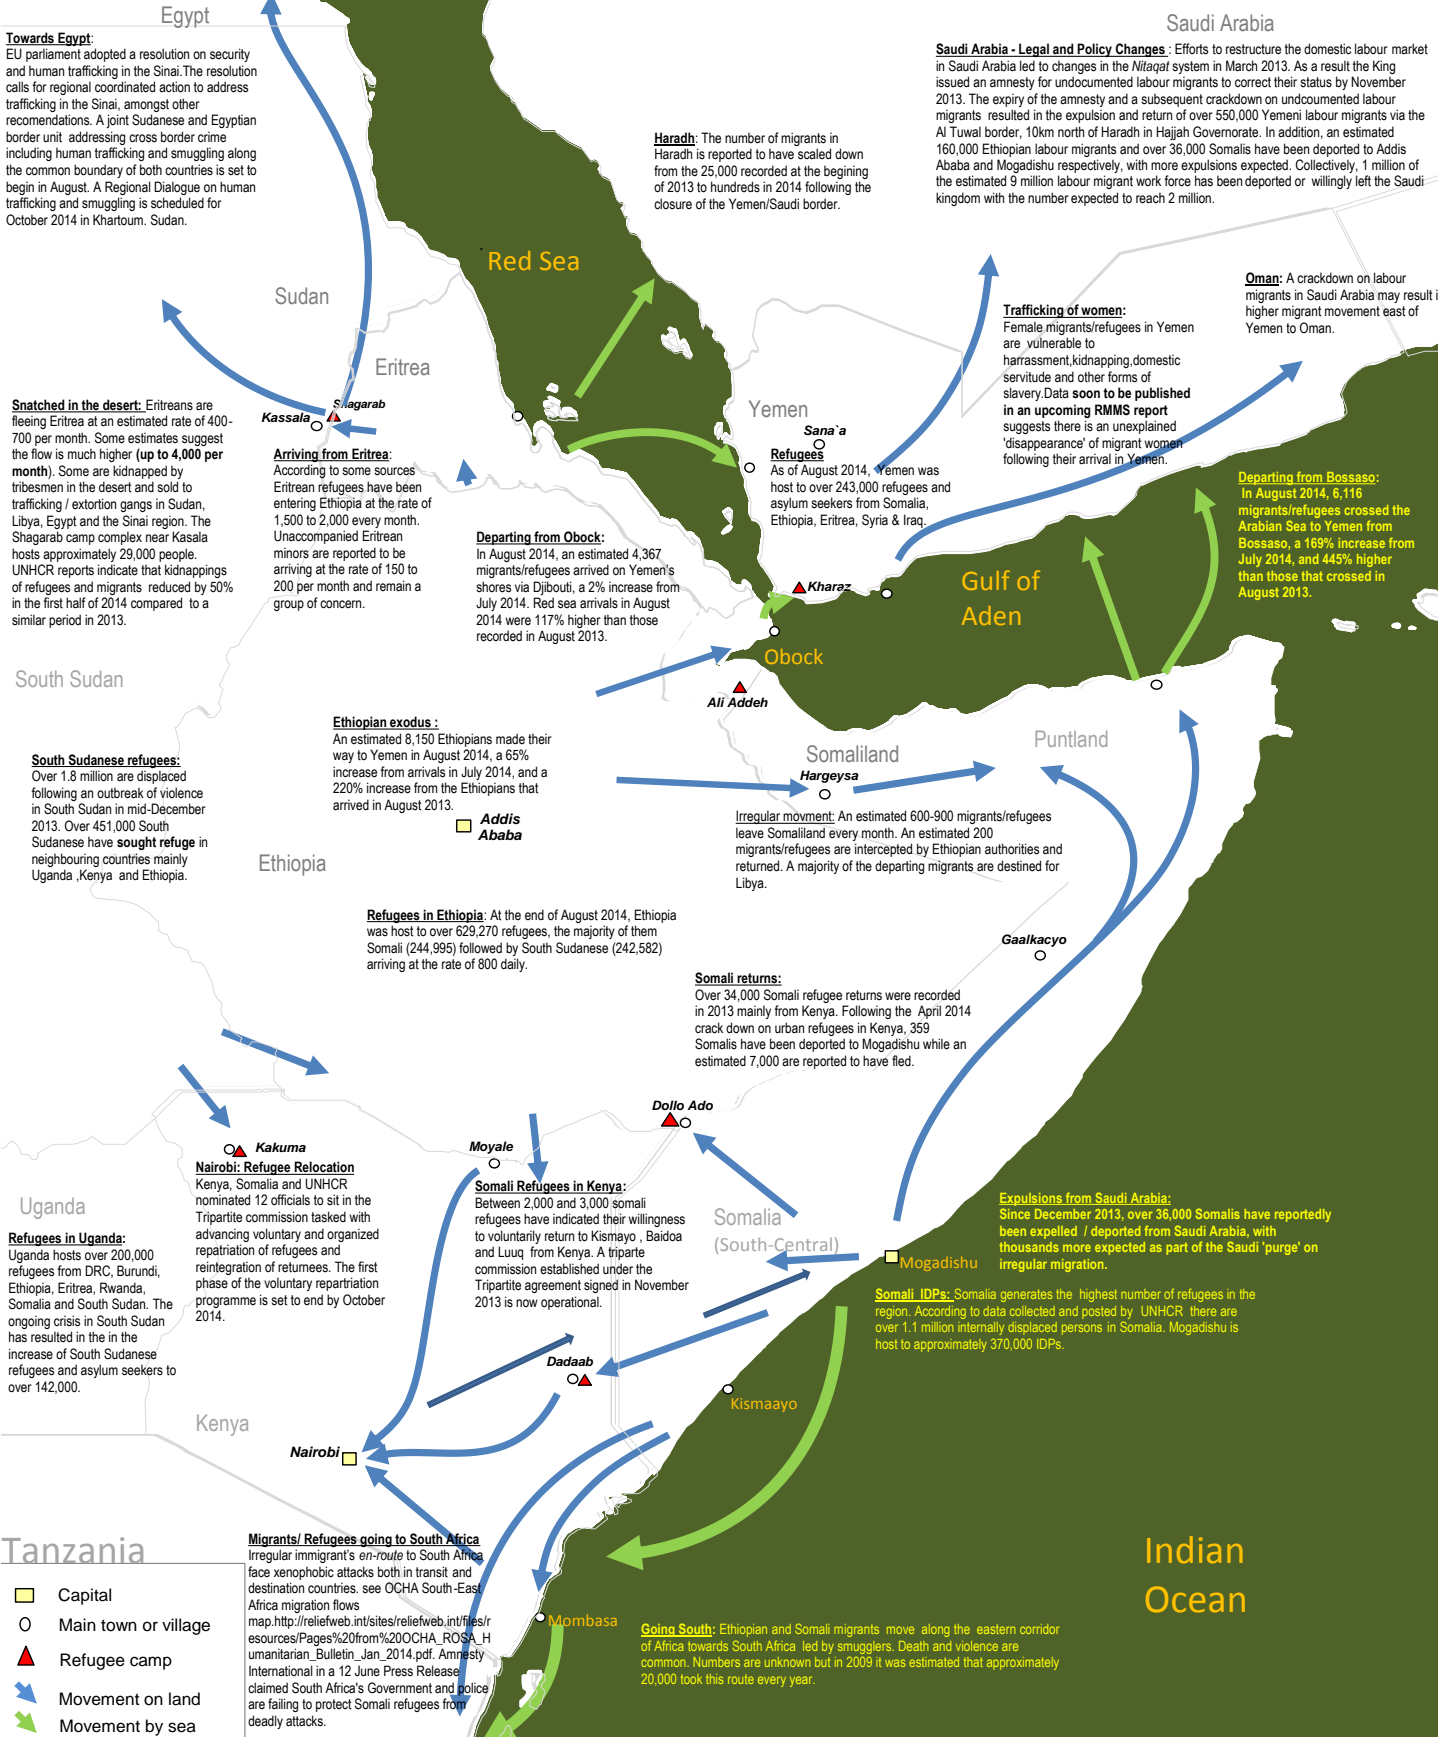 Egypt
Towards Egypt:
EU parliament adopted a resolution on security
and human trafficking in the Sinai.The resolution
calls for regional coordinated action to address
trafficking in the Sinai, amongst other
recomendations. A joint Sudanese and Egyptian
border unit addressing cross border crime
including human trafficking and smuggling along
the common boundary of both countries is set to
begin in August. A Regional Dialogue on human
trafficking and smuggling is scheduled for
October 2014 in Khartoum. Sudan.
Saudi Arabia
Saudi Arabia - Legal and Policy Changes : Efforts to restructure the domestic labour market
in Saudi Arabia led to changes in the Nitaqat system in March 2013. As a result the King
issued an amnesty for undocumented labour migrants to correct their status by November
2013. The expiry of the amnesty and a subsequent crackdown on undcoumented labour
migrants resulted in the expulsion and return of over 550,000 Yemeni labour migrants via the
Al Tuwal border, 10km north of Haradh in Hajjah Governorate. In addition, an estimated
160,000 Ethiopian labour migrants and over 36,000 Somalis have been deported to Addis
Ababa and Mogadishu respectively, with more expulsions expected. Collectively, 1 million of
the estimated 9 million labour migrant work force has been deported or willingly left the Saudi
kingdom with the number expected to reach 2 million.
Haradh: The number of migrants in
Haradh is reported to have scaled down
from the 25,000 recorded at the begining
of 2013 to hundreds in 2014 following the
closure of the Yemen/Saudi border.
Red Sea
Sudan
Eritrea
Oman: A crackdown on labour
migrants in Saudi Arabia may result i
higher migrant movement east of
Yemen to Oman.
Trafficking of women:
Female migrants/refugees in Yemen
are vulnerable to
harrassment,kidnapping,domestic
servitude and other forms of
slavery.Data soon to be published
in an upcoming RMMS report
suggests there is an unexplained
'disappearance' of migrant women
following their arrival in Yemen.
Snatched in the desert: Eritreans are
fleeing Eritrea at an estimated rate of 400-
700 per month. Some estimates suggest
the flow is much higher (up to 4,000 per
month). Some are kidnapped by
tribesmen in the desert and sold to
trafficking / extortion gangs in Sudan,
Libya, Egypt and the Sinai region. The
Shagarab camp complex near Kasala
hosts approximately 29,000 people.
UNHCR reports indicate that kidnappings
of refugees and migrants reduced by 50%
in the first half of 2014 compared to a
similar period in 2013.
Shagarab
Kassala
Arriving from Eritrea:
According to some sources
Eritrean refugees have been
entering Ethiopia at the rate of
1,500 to 2,000 every month.
Unaccompanied Eritrean
minors are reported to be
arriving at the rate of 150 to
200 per month and remain a
group of concern.
Yemen
Sana`a
Refugees
As of August 2014, Yemen was
host to over 243,000 refugees and
asylum seekers from Somalia,
Ethiopia, Eritrea, Syria & Iraq.
Departing from Bossaso:
In August 2014, 6,116
migrants/refugees crossed the
Arabian Sea to Yemen from
Bossaso, a 169% increase from
July 2014, and 445% higher
than those that crossed in
August 2013.
Departing from Obock:
In August 2014, an estimated 4,367
migrants/refugees arrived on Yemen's
shores via Djibouti, a 2% increase from
July 2014. Red sea arrivals in August
2014 were 117% higher than those
recorded in August 2013.
Kharaz
Gulf of
Aden
Obock
South Sudan
Ali Addeh
Ethiopian exodus :
An estimated 8,150 Ethiopians made their
way to Yemen in August 2014, a 65%
increase from arrivals in July 2014, and a
220% increase from the Ethiopians that
arrived in August 2013.
Somaliland
Puntland
Hargeysa
South Sudanese refugees:
Over 1.8 million are displaced
following an outbreak of violence
in South Sudan in mid-December
2013. Over 451,000 South
Sudanese have sought refuge in
neighbouring countries mainly
Uganda ,Kenya and Ethiopia.
Addis
Ababa
Irregular movment: An estimated 600-900 migrants/refugees
leave Somaliland every month. An estimated 200
migrants/refugees are intercepted by Ethiopian authorities and
returned. A majority of the departing migrants are destined for
Libya.
Ethiopia
Refugees in Ethiopia: At the end of August 2014, Ethiopia
was host to over 629,270 refugees, the majority of them
Somali (244,995) followed by South Sudanese (242,582)
arriving at the rate of 800 daily.
Gaalkacyo
Somali returns:
Over 34,000 Somali refugee returns were recorded
in 2013 mainly from Kenya. Following the April 2014
crack down on urban refugees in Kenya, 359
Somalis have been deported to Mogadishu while an
estimated 7,000 are reported to have fled.
Dollo Ado
Moyale
Kakuma
Nairobi: Refugee Relocation
Kenya, Somalia and UNHCR
nominated 12 officials to sit in the
Tripartite commission tasked with
advancing voluntary and organized
repatriation of refugees and
reintegration of returnees. The first
phase of the voluntary repartriation
programme is set to end by October
2014.
Somali Refugees in Kenya:
Between 2,000 and 3,000 somali
refugees have indicated their willingness
to voluntarily return to Kismayo , Baidoa
and Luuq from Kenya. A triparte
commission established under the
Tripartite agreement signed in November
2013 is now operational.
Uganda
Refugees in Uganda:
Uganda hosts over 200,000
refugees from DRC, Burundi,
Ethiopia, Eritrea, Rwanda,
Somalia and South Sudan. The
ongoing crisis in South Sudan
has resulted in the in the
increase of South Sudanese
refugees and asylum seekers to
over 142,000.
Somalia
(South-Central)
Mogadishu
Expulsions from Saudi Arabia:
Since December 2013, over 36,000 Somalis have reportedly
been expelled / deported from Saudi Arabia, with
thousands more expected as part of the Saudi 'purge' on
irregular migration.
Somali IDPs: Somalia generates the highest number of refugees in the
region. According to data collected and posted by UNHCR there are
over 1.1 million internally displaced persons in Somalia. Mogadishu is
host to approximately 370,000 IDPs.
Dadaab
Kismaayo
Kenya
Nairobi
Tanzania
Capital
Main town or village
Refugee camp
Movement on land
Movement by sea
Migrants/ Refugees going to South Africa
Irregular immigrant's en-route to South Africa
face xenophobic attacks both in transit and
destination countries. see OCHA South-East
Africa migration flows
map.http://reliefweb.int/sites/reliefweb.int/files/r
esources/Pages%20from%20OCHA_ROSA_H
umanitarian_Bulletin_Jan_2014.pdf. Amnesty
International in a 12 June Press Release
claimed South Africa's Government and police
are failing to protect Somali refugees from
deadly attacks.
Mombasa
Going South: Ethiopian and Somali migrants move along the eastern corridor
of Africa towards South Africa led by smugglers. Death and violence are
common. Numbers are unknown but in 2009 it was estimated that approximately
20,000 took this route every year.
Indian
Ocean